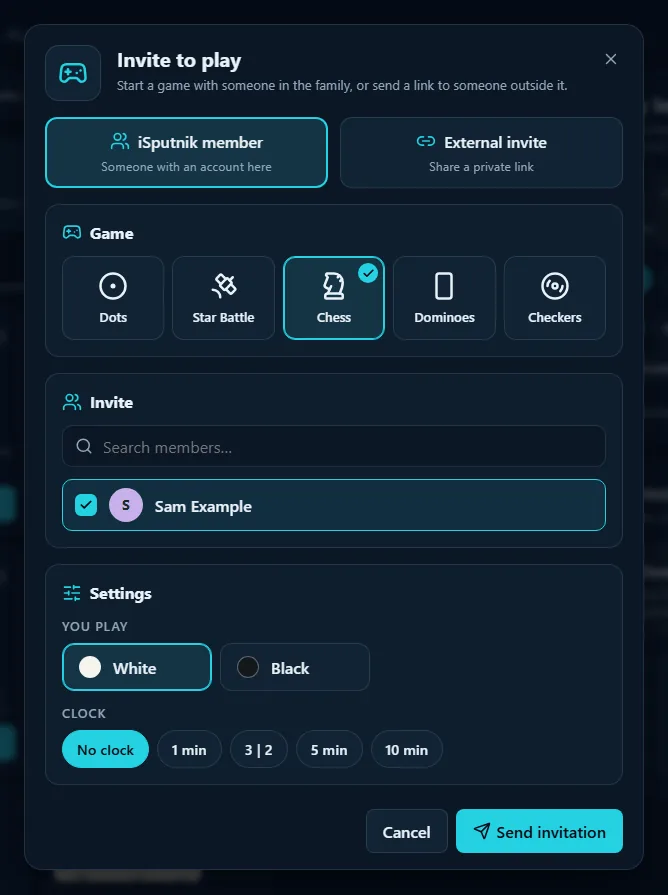 Invite to play
Start a game with someone in the family, or send a link to someone outside it.
iSputnik member
Someone with an account here
External invite
Share a private link
Game
Dots
Star Battle
Chess
Dominoes
Checkers
Invite
Search members...
S
Sam Example
Settings
YOU PLAY
White
Black
CLOCK
No clock
1 min
3 | 2
5 min
10 min
Cancel
Send invitation